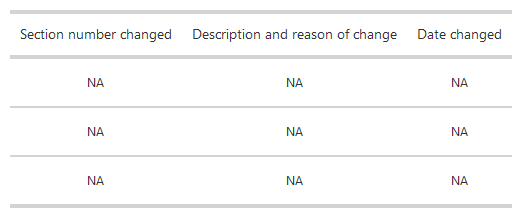 Section number changed Description and reason of change Date changed
NA NA NA
NA NA NA
NA NA NA